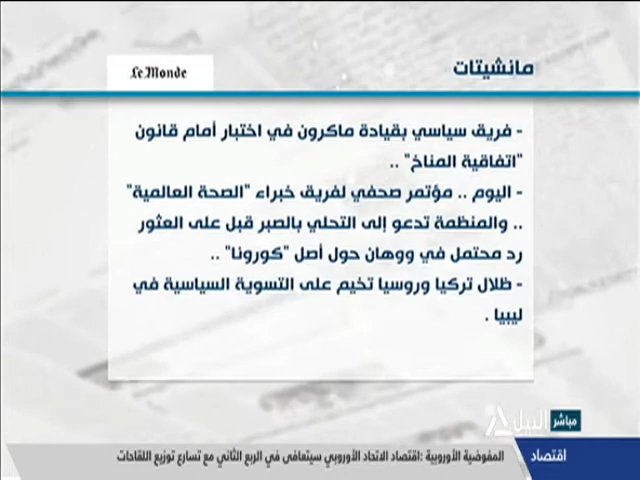 مانشيتات
Le Monde
- فريق سياسي بقيادة ماكرون في اختبار أمام قانون
"اتفاقية المناخ" ..
- اليوم .. مؤتمر صحفي لفريق خبراء "الصحة العالمية"
.. والمنظمة تدعو إلى التحلي بالصبر قبل على العثور
رد محتمل في ووهان حول أصل "كورونا" ..
- ظلال تركيا وروسيا تخيم على التسوية السياسية في
ليبيا .
مباشر النيل
اقتصاد
المفوضية الأوروبية :اقتصاد الاتحاد الأوروبي سيتعافى في الربع الثاني مع تسارع توزيع اللقاحات